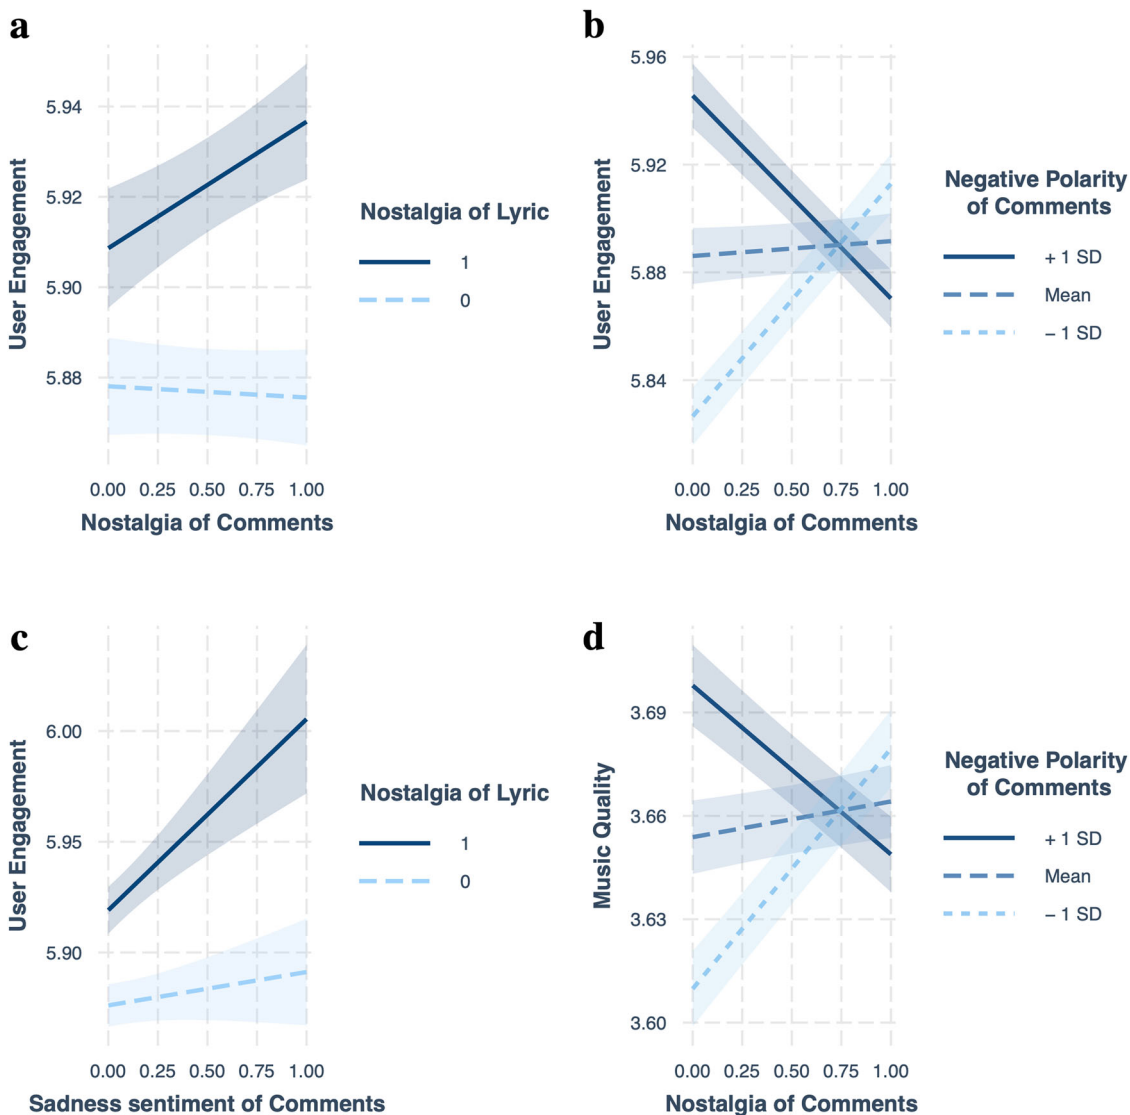 a
5.94
5.92
5.90
5.88
User Engagement
0.00 0.25 0.50 0.75 1.00
Nostalgia of Comments
Nostalgia of Lyric
1
0
b
5.96
5.92
5.88
5.84
User Engagement
0.00 0.25 0.50 0.75 1.00
Nostalgia of Comments
Negative Polarity
of Comments
+ 1 SD
Mean
– 1 SD
c
6.00
5.95
5.90
User Engagement
0.00 0.25 0.50 0.75 1.00
Sadness sentiment of Comments
Nostalgia of Lyric
1
0
d
3.69
3.66
3.63
3.60
Music Quality
0.00 0.25 0.50 0.75 1.00
Nostalgia of Comments
Negative Polarity
of Comments
+ 1 SD
Mean
– 1 SD